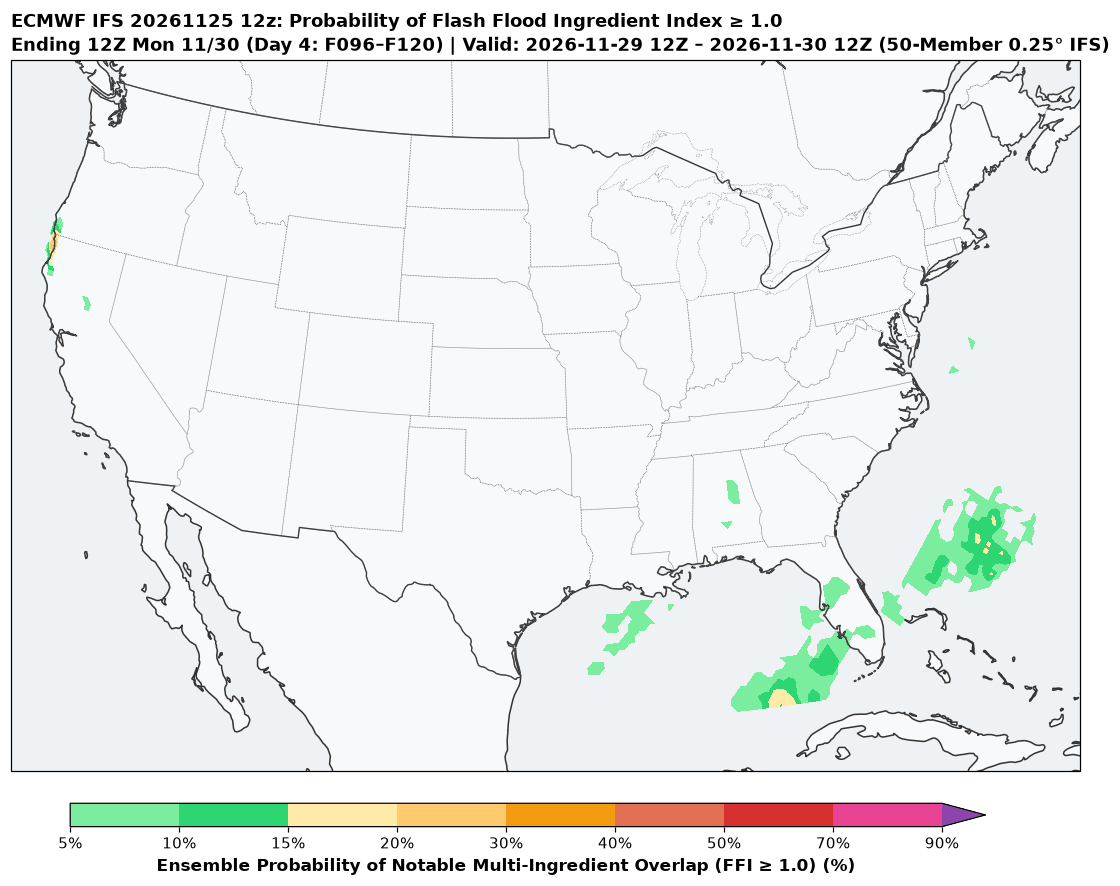 ECMWF IFS 20261125 12z: Probability of Flash Flood Ingredient Index ≥ 1.0
Ending 12Z Mon 11/30 (Day 4: F096–F120) | Valid: 2026-11-29 12Z – 2026-11-30 12Z (50-Member 0.25° IFS)
5% 10% 15% 20% 30% 40% 50% 70% 90%
Ensemble Probability of Notable Multi-Ingredient Overlap (FFI ≥ 1.0) (%)